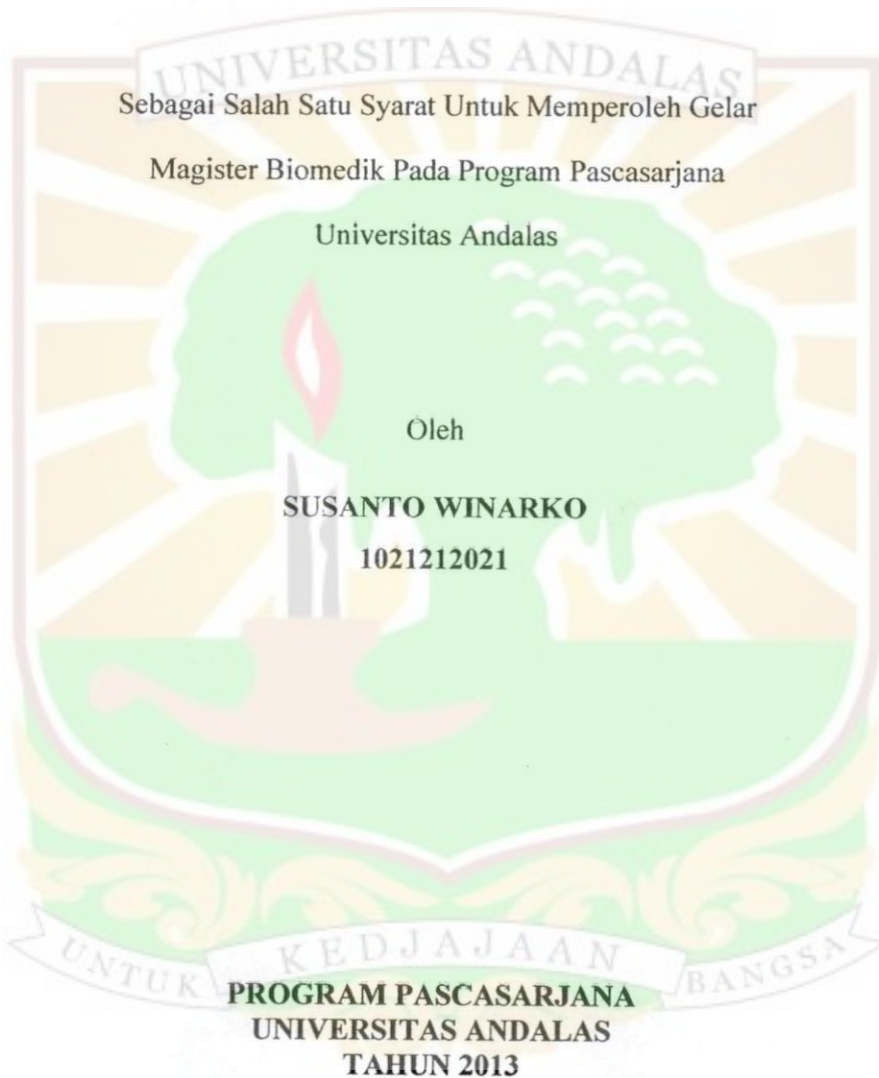 UNIVERSITAS ANDALAS
Sebagai Salah Satu Syarat Untuk Memperoleh Gelar
Magister Biomedik Pada Program Pascasarjana
Universitas Andalas
Oleh
SUSANTO WINARKO
1021212021
UNTUK KEDJAJAAN BANGSA
PROGRAM PASCASARJANA
UNIVERSITAS ANDALAS
TAHUN 2013